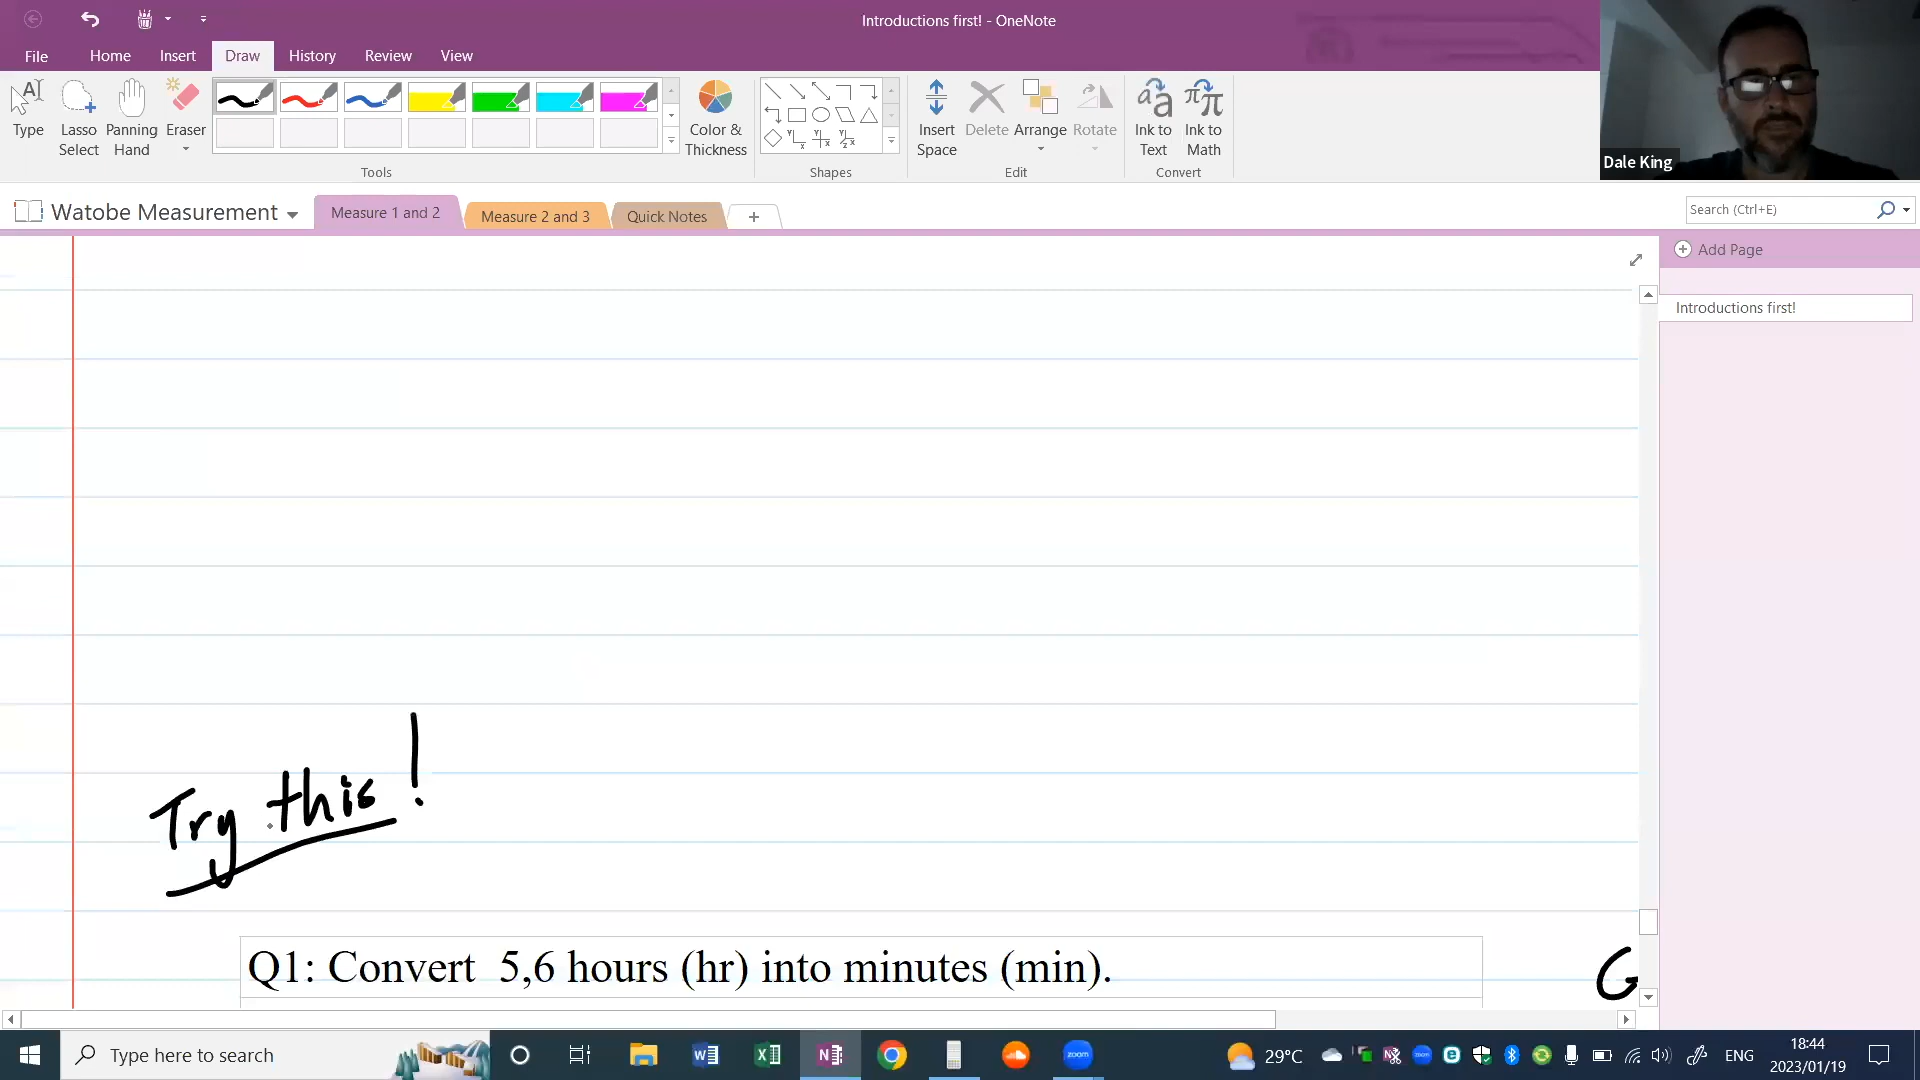 Introductions first! - OneNote
File Home Insert Draw History Review View
Type
Lasso Select
Panning Hand
Eraser
Color & Thickness
Insert Space
Delete
Arrange
Rotate
Ink to Text
Ink to Math
Tools
Shapes
Edit
Convert
Dale King
Watobe Measurement
Measure 1 and 2
Measure 2 and 3
Quick Notes
Search (Ctrl+E)
Add Page
Introductions first!
Try this!
Q1: Convert 5,6 hours (hr) into minutes (min).
G
Type here to search
29°C
ENG
18:44
2023/01/19